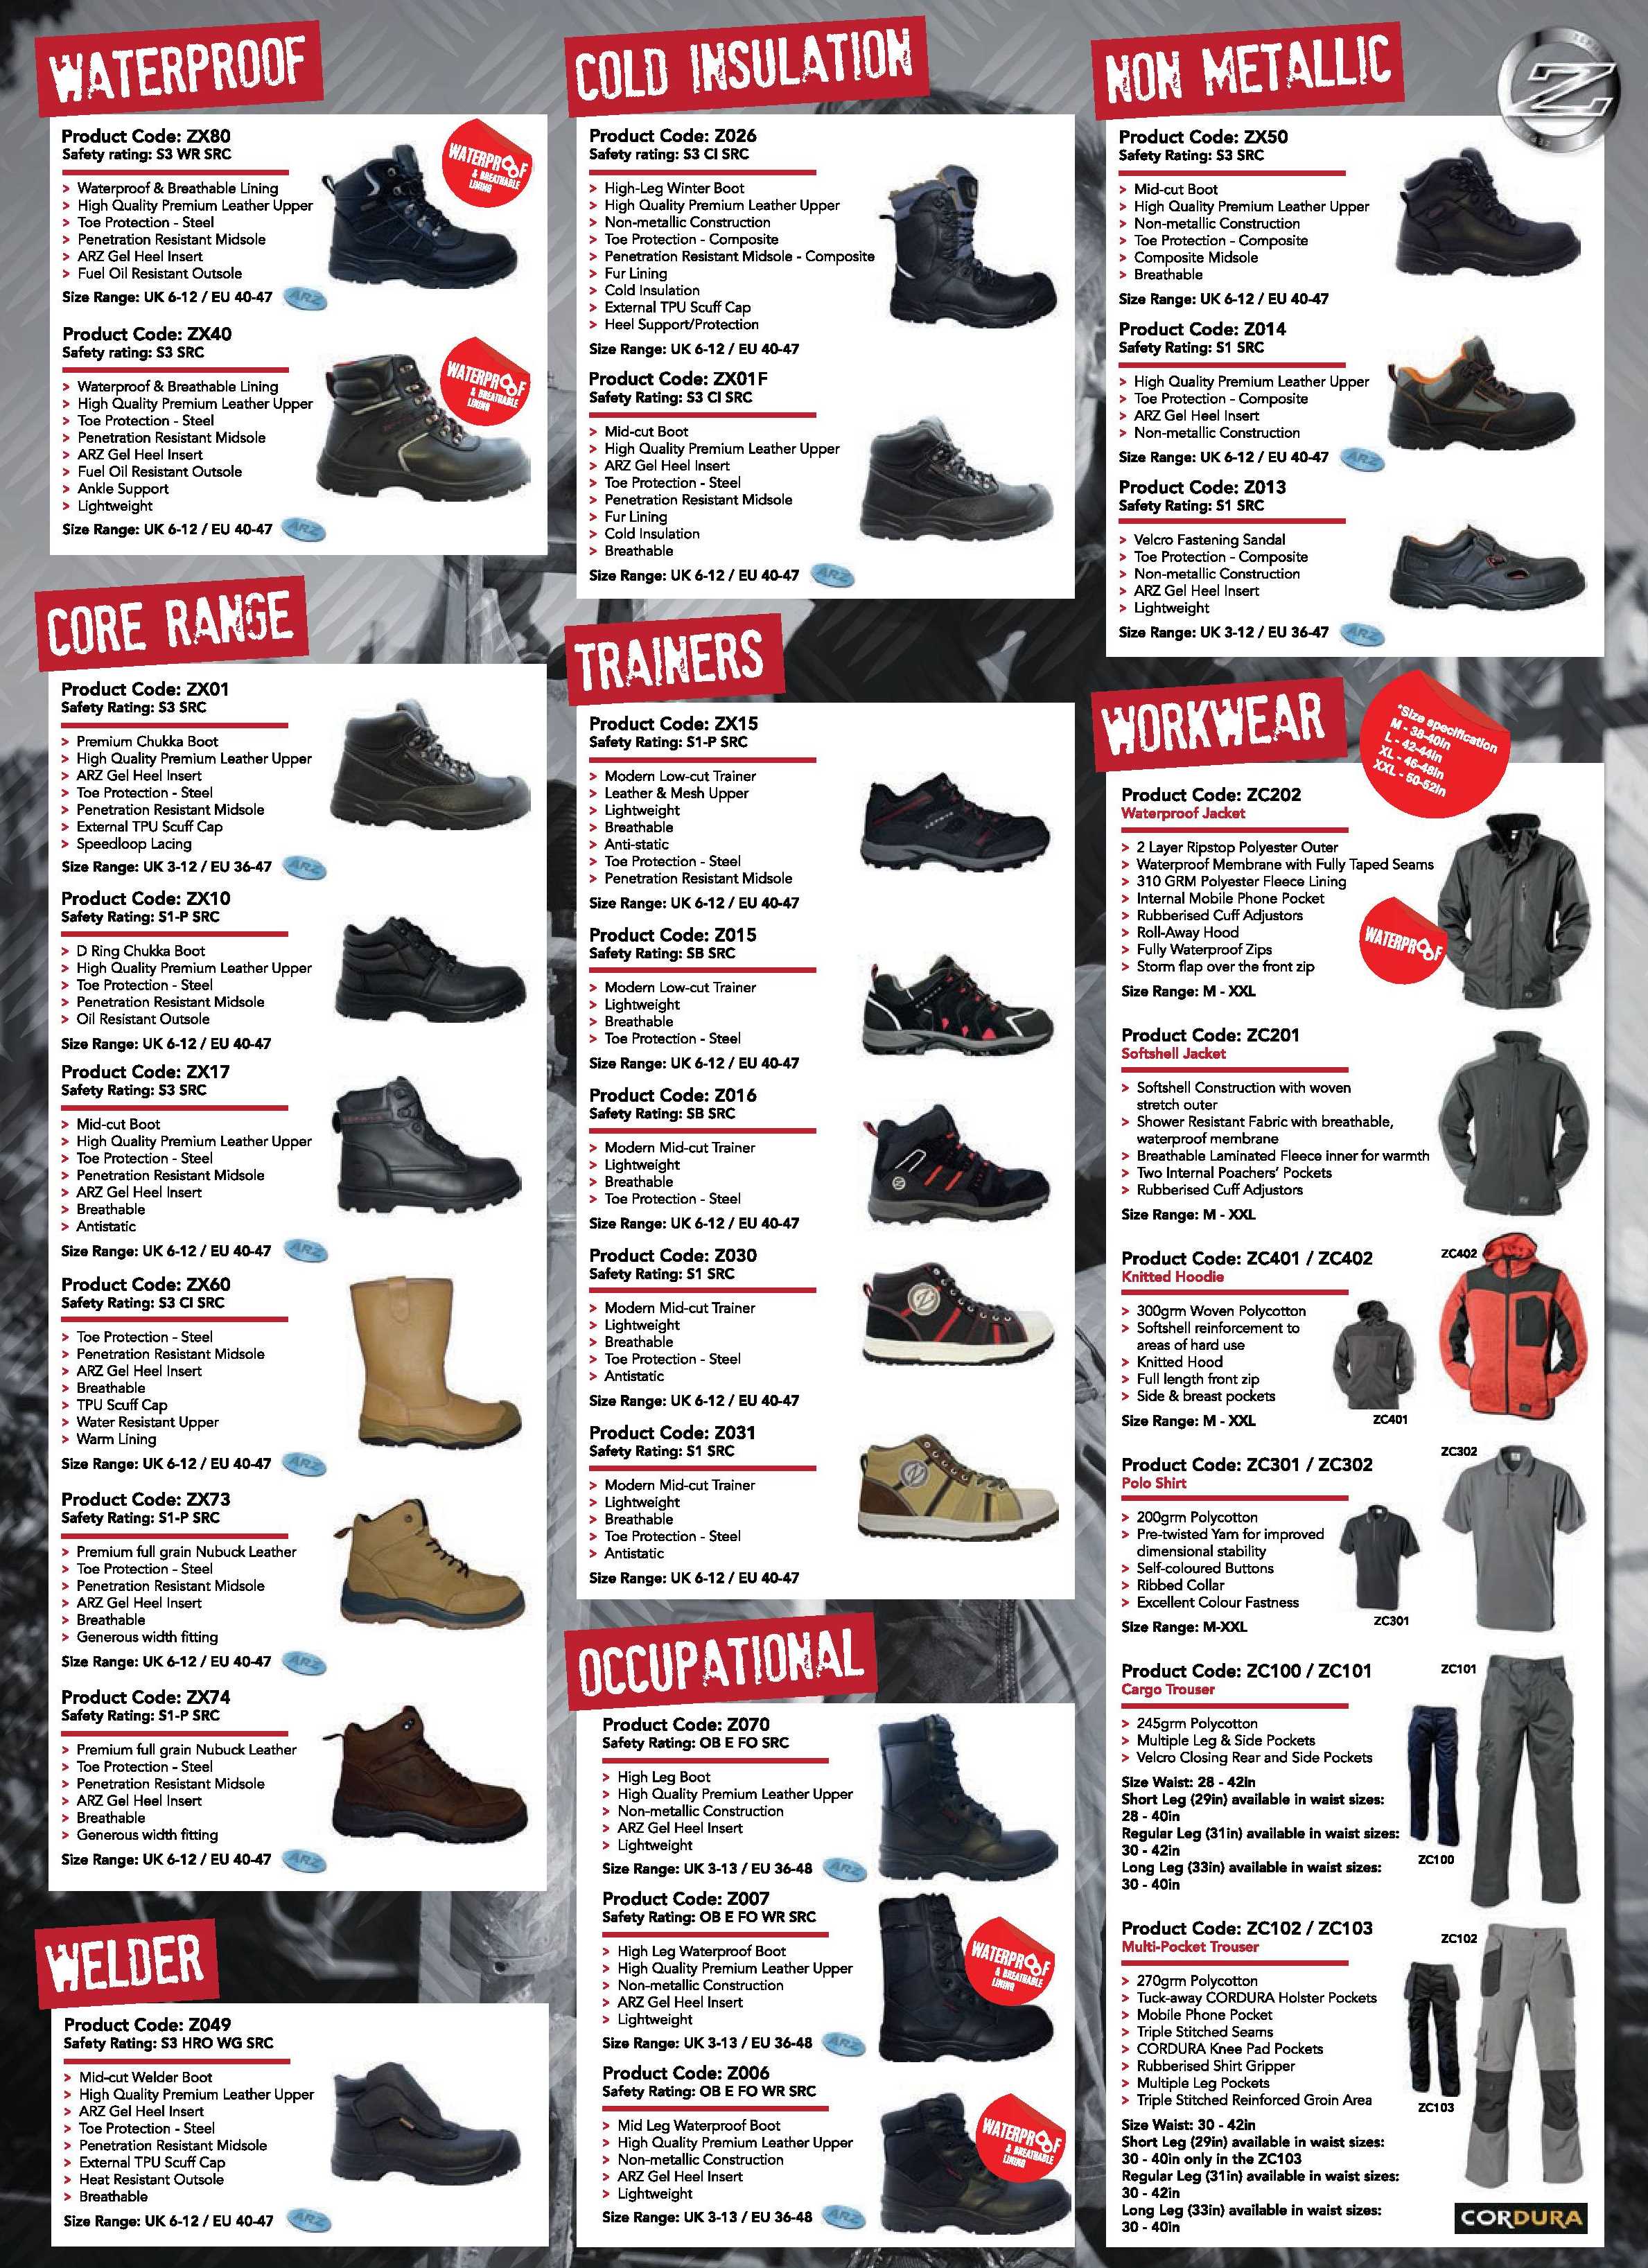 WATERPROOF
Product Code: ZX80
Safety rating: S3 WR SRC
> Waterproof & Breathable Lining
> High Quality Premium Leather Upper
> Toe Protection - Steel
> Penetration Resistant Midsole
> ARZ Gel Heel Insert
> Fuel Oil Resistant Outsole
Size Range: UK 6-12 / EU 40-47
ARZ
WATERPROOF
& BREATHABLE
LINING
Product Code: ZX40
Safety rating: S3 SRC
> Waterproof & Breathable Lining
> High Quality Premium Leather Upper
> Toe Protection - Steel
> Penetration Resistant Midsole
> ARZ Gel Heel Insert
> Fuel Oil Resistant Outsole
> Ankle Support
> Lightweight
Size Range: UK 6-12 / EU 40-47
ARZ
WATERPROOF
& BREATHABLE
LINING
CORE RANGE
Product Code: ZX01
Safety Rating: S3 SRC
> Premium Chukka Boot
> High Quality Premium Leather Upper
> ARZ Gel Heel Insert
> Toe Protection - Steel
> Penetration Resistant Midsole
> External TPU Scuff Cap
> Speedloop Lacing
Size Range: UK 3-12 / EU 36-47
ARZ
Product Code: ZX10
Safety Rating: S1-P SRC
> D Ring Chukka Boot
> High Quality Premium Leather Upper
> Toe Protection - Steel
> Penetration Resistant Midsole
> Oil Resistant Outsole
Size Range: UK 6-12 / EU 40-47
Product Code: ZX17
Safety Rating: S3 SRC
> Mid-cut Boot
> High Quality Premium Leather Upper
> Toe Protection - Steel
> Penetration Resistant Midsole
> ARZ Gel Heel Insert
> Breathable
> Antistatic
Size Range: UK 6-12 / EU 40-47
ARZ
Product Code: ZX60
Safety Rating: S3 CI SRC
> Toe Protection - Steel
> Penetration Resistant Midsole
> ARZ Gel Heel Insert
> Breathable
> TPU Scuff Cap
> Water Resistant Upper
> Warm Lining
Size Range: UK 6-12 / EU 40-47
ARZ
Product Code: ZX73
Safety Rating: S1-P SRC
> Premium full grain Nubuck Leather
> Toe Protection - Steel
> Penetration Resistant Midsole
> ARZ Gel Heel Insert
> Breathable
> Generous width fitting
Size Range: UK 6-12 / EU 40-47
ARZ
Product Code: ZX74
Safety Rating: S1-P SRC
> Premium full grain Nubuck Leather
> Toe Protection - Steel
> Penetration Resistant Midsole
> ARZ Gel Heel Insert
> Breathable
> Generous width fitting
Size Range: UK 6-12 / EU 40-47
ARZ
WELDER
Product Code: Z049
Safety Rating: S3 HRO WG SRC
> Mid-cut Welder Boot
> High Quality Premium Leather Upper
> ARZ Gel Heel Insert
> Toe Protection - Steel
> Penetration Resistant Midsole
> External TPU Scuff Cap
> Heat Resistant Outsole
> Breathable
Size Range: UK 6-12 / EU 40-47
ARZ
COLD INSULATION
Product Code: Z026
Safety rating: S3 CI SRC
> High-Leg Winter Boot
> High Quality Premium Leather Upper
> Non-metallic Construction
> Toe Protection - Composite
> Penetration Resistant Midsole - Composite
> Fur Lining
> Cold Insulation
> External TPU Scuff Cap
> Heel Support/Protection
Size Range: UK 6-12 / EU 40-47
Product Code: ZX01F
Safety Rating: S3 CI SRC
> Mid-cut Boot
> High Quality Premium Leather Upper
> ARZ Gel Heel Insert
> Toe Protection - Steel
> Penetration Resistant Midsole
> Fur Lining
> Cold Insulation
> Breathable
Size Range: UK 6-12 / EU 40-47
ARZ
TRAINERS
Product Code: ZX15
Safety Rating: S1-P SRC
> Modern Low-cut Trainer
> Leather & Mesh Upper
> Lightweight
> Breathable
> Anti-static
> Toe Protection - Steel
> Penetration Resistant Midsole
Size Range: UK 6-12 / EU 40-47
Product Code: Z015
Safety Rating: SB SRC
> Modern Low-cut Trainer
> Lightweight
> Breathable
> Toe Protection - Steel
Size Range: UK 6-12 / EU 40-47
Product Code: Z016
Safety Rating: SB SRC
> Modern Mid-cut Trainer
> Lightweight
> Breathable
> Toe Protection - Steel
Size Range: UK 6-12 / EU 40-47
Product Code: Z030
Safety Rating: S1 SRC
> Modern Mid-cut Trainer
> Lightweight
> Breathable
> Toe Protection - Steel
> Antistatic
Size Range: UK 6-12 / EU 40-47
Product Code: Z031
Safety Rating: S1 SRC
> Modern Mid-cut Trainer
> Lightweight
> Breathable
> Toe Protection - Steel
> Antistatic
Size Range: UK 6-12 / EU 40-47
OCCUPATIONAL
Product Code: Z070
Safety Rating: OB E FO SRC
> High Leg Boot
> High Quality Premium Leather Upper
> Non-metallic Construction
> ARZ Gel Heel Insert
> Lightweight
Size Range: UK 3-13 / EU 36-48
ARZ
Product Code: Z007
Safety Rating: OB E FO WR SRC
> High Leg Waterproof Boot
> High Quality Premium Leather Upper
> Non-metallic Construction
> ARZ Gel Heel Insert
> Lightweight
Size Range: UK 3-13 / EU 36-48
ARZ
WATERPROOF
& BREATHABLE
LINING
Product Code: Z006
Safety Rating: OB E FO WR SRC
> Mid Leg Waterproof Boot
> High Quality Premium Leather Upper
> Non-metallic Construction
> ARZ Gel Heel Insert
> Lightweight
Size Range: UK 3-13 / EU 36-48
ARZ
WATERPROOF
& BREATHABLE
LINING
NON METALLIC
Z
Product Code: ZX50
Safety Rating: S3 SRC
> Mid-cut Boot
> High Quality Premium Leather Upper
> Non-metallic Construction
> Toe Protection - Composite
> Composite Midsole
> Breathable
Size Range: UK 6-12 / EU 40-47
Product Code: Z014
Safety Rating: S1 SRC
> High Quality Premium Leather Upper
> Toe Protection - Composite
> ARZ Gel Heel Insert
> Non-metallic Construction
Size Range: UK 6-12 / EU 40-47
ARZ
Product Code: Z013
Safety Rating: S1 SRC
> Velcro Fastening Sandal
> Toe Protection - Composite
> Non-metallic Construction
> ARZ Gel Heel Insert
> Lightweight
Size Range: UK 3-12 / EU 36-47
ARZ
WORKWEAR
*Size specification
M - 38-40in
L - 42-44in
XL - 46-48in
XXL - 50-52in
Product Code: ZC202
Waterproof Jacket
> 2 Layer Ripstop Polyester Outer
> Waterproof Membrane with Fully Taped Seams
> 310 GRM Polyester Fleece Lining
> Internal Mobile Phone Pocket
> Rubberised Cuff Adjustors
> Roll-Away Hood
> Fully Waterproof Zips
> Storm flap over the front zip
Size Range: M - XXL
WATERPROOF
Product Code: ZC201
Softshell Jacket
> Softshell Construction with woven
stretch outer
> Shower Resistant Fabric with breathable,
waterproof membrane
> Breathable Laminated Fleece inner for warmth
> Two Internal Poachers' Pockets
> Rubberised Cuff Adjustors
Size Range: M - XXL
Product Code: ZC401 / ZC402
Knitted Hoodie
> 300grm Woven Polycotton
> Softshell reinforcement to
areas of hard use
> Knitted Hood
> Full length front zip
> Side & breast pockets
Size Range: M - XXL
ZC402
ZC401
Product Code: ZC301 / ZC302
Polo Shirt
> 200grm Polycotton
> Pre-twisted Yarn for improved
dimensional stability
> Self-coloured Buttons
> Ribbed Collar
> Excellent Colour Fastness
Size Range: M-XXL
ZC302
ZC301
Product Code: ZC100 / ZC101
Cargo Trouser
> 245grm Polycotton
> Multiple Leg & Side Pockets
> Velcro Closing Rear and Side Pockets
Size Waist: 28 - 42in
Short Leg (29in) available in waist sizes:
28 - 40in
Regular Leg (31in) available in waist sizes:
30 - 42in
Long Leg (33in) available in waist sizes:
30 - 40in
ZC101
ZC100
Product Code: ZC102 / ZC103
Multi-Pocket Trouser
> 270grm Polycotton
> Tuck-away CORDURA Holster Pockets
> Mobile Phone Pocket
> Triple Stitched Seams
> CORDURA Knee Pad Pockets
> Rubberised Shirt Gripper
> Multiple Leg Pockets
> Triple Stitched Reinforced Groin Area
Size Waist: 30 - 42in
Short Leg (29in) available in waist sizes:
30 - 40in only in the ZC103
Regular Leg (31in) available in waist sizes:
30 - 42in
Long Leg (33in) available in waist sizes:
30 - 40in
ZC102
ZC103
CORDURA